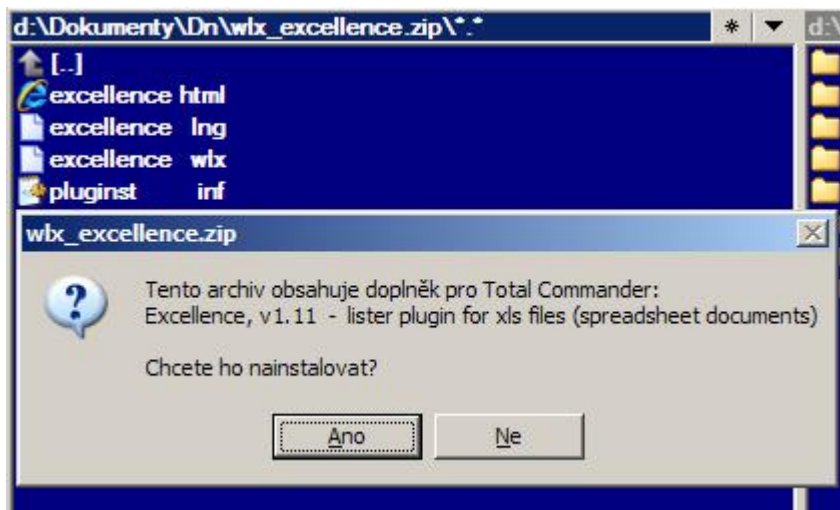 d:\Dokumenty\Dn\wlx_excellence.zip\*.*
* ▼ d:\
[..]
excellence html
excellence lng
excellence wlx
pluginst inf
wlx_excellence.zip
Tento archiv obsahuje doplněk pro Total Commander:
Excellence, v1.11 - lister plugin for xls files (spreadsheet documents)
Chcete ho nainstalovat?
Ano Ne